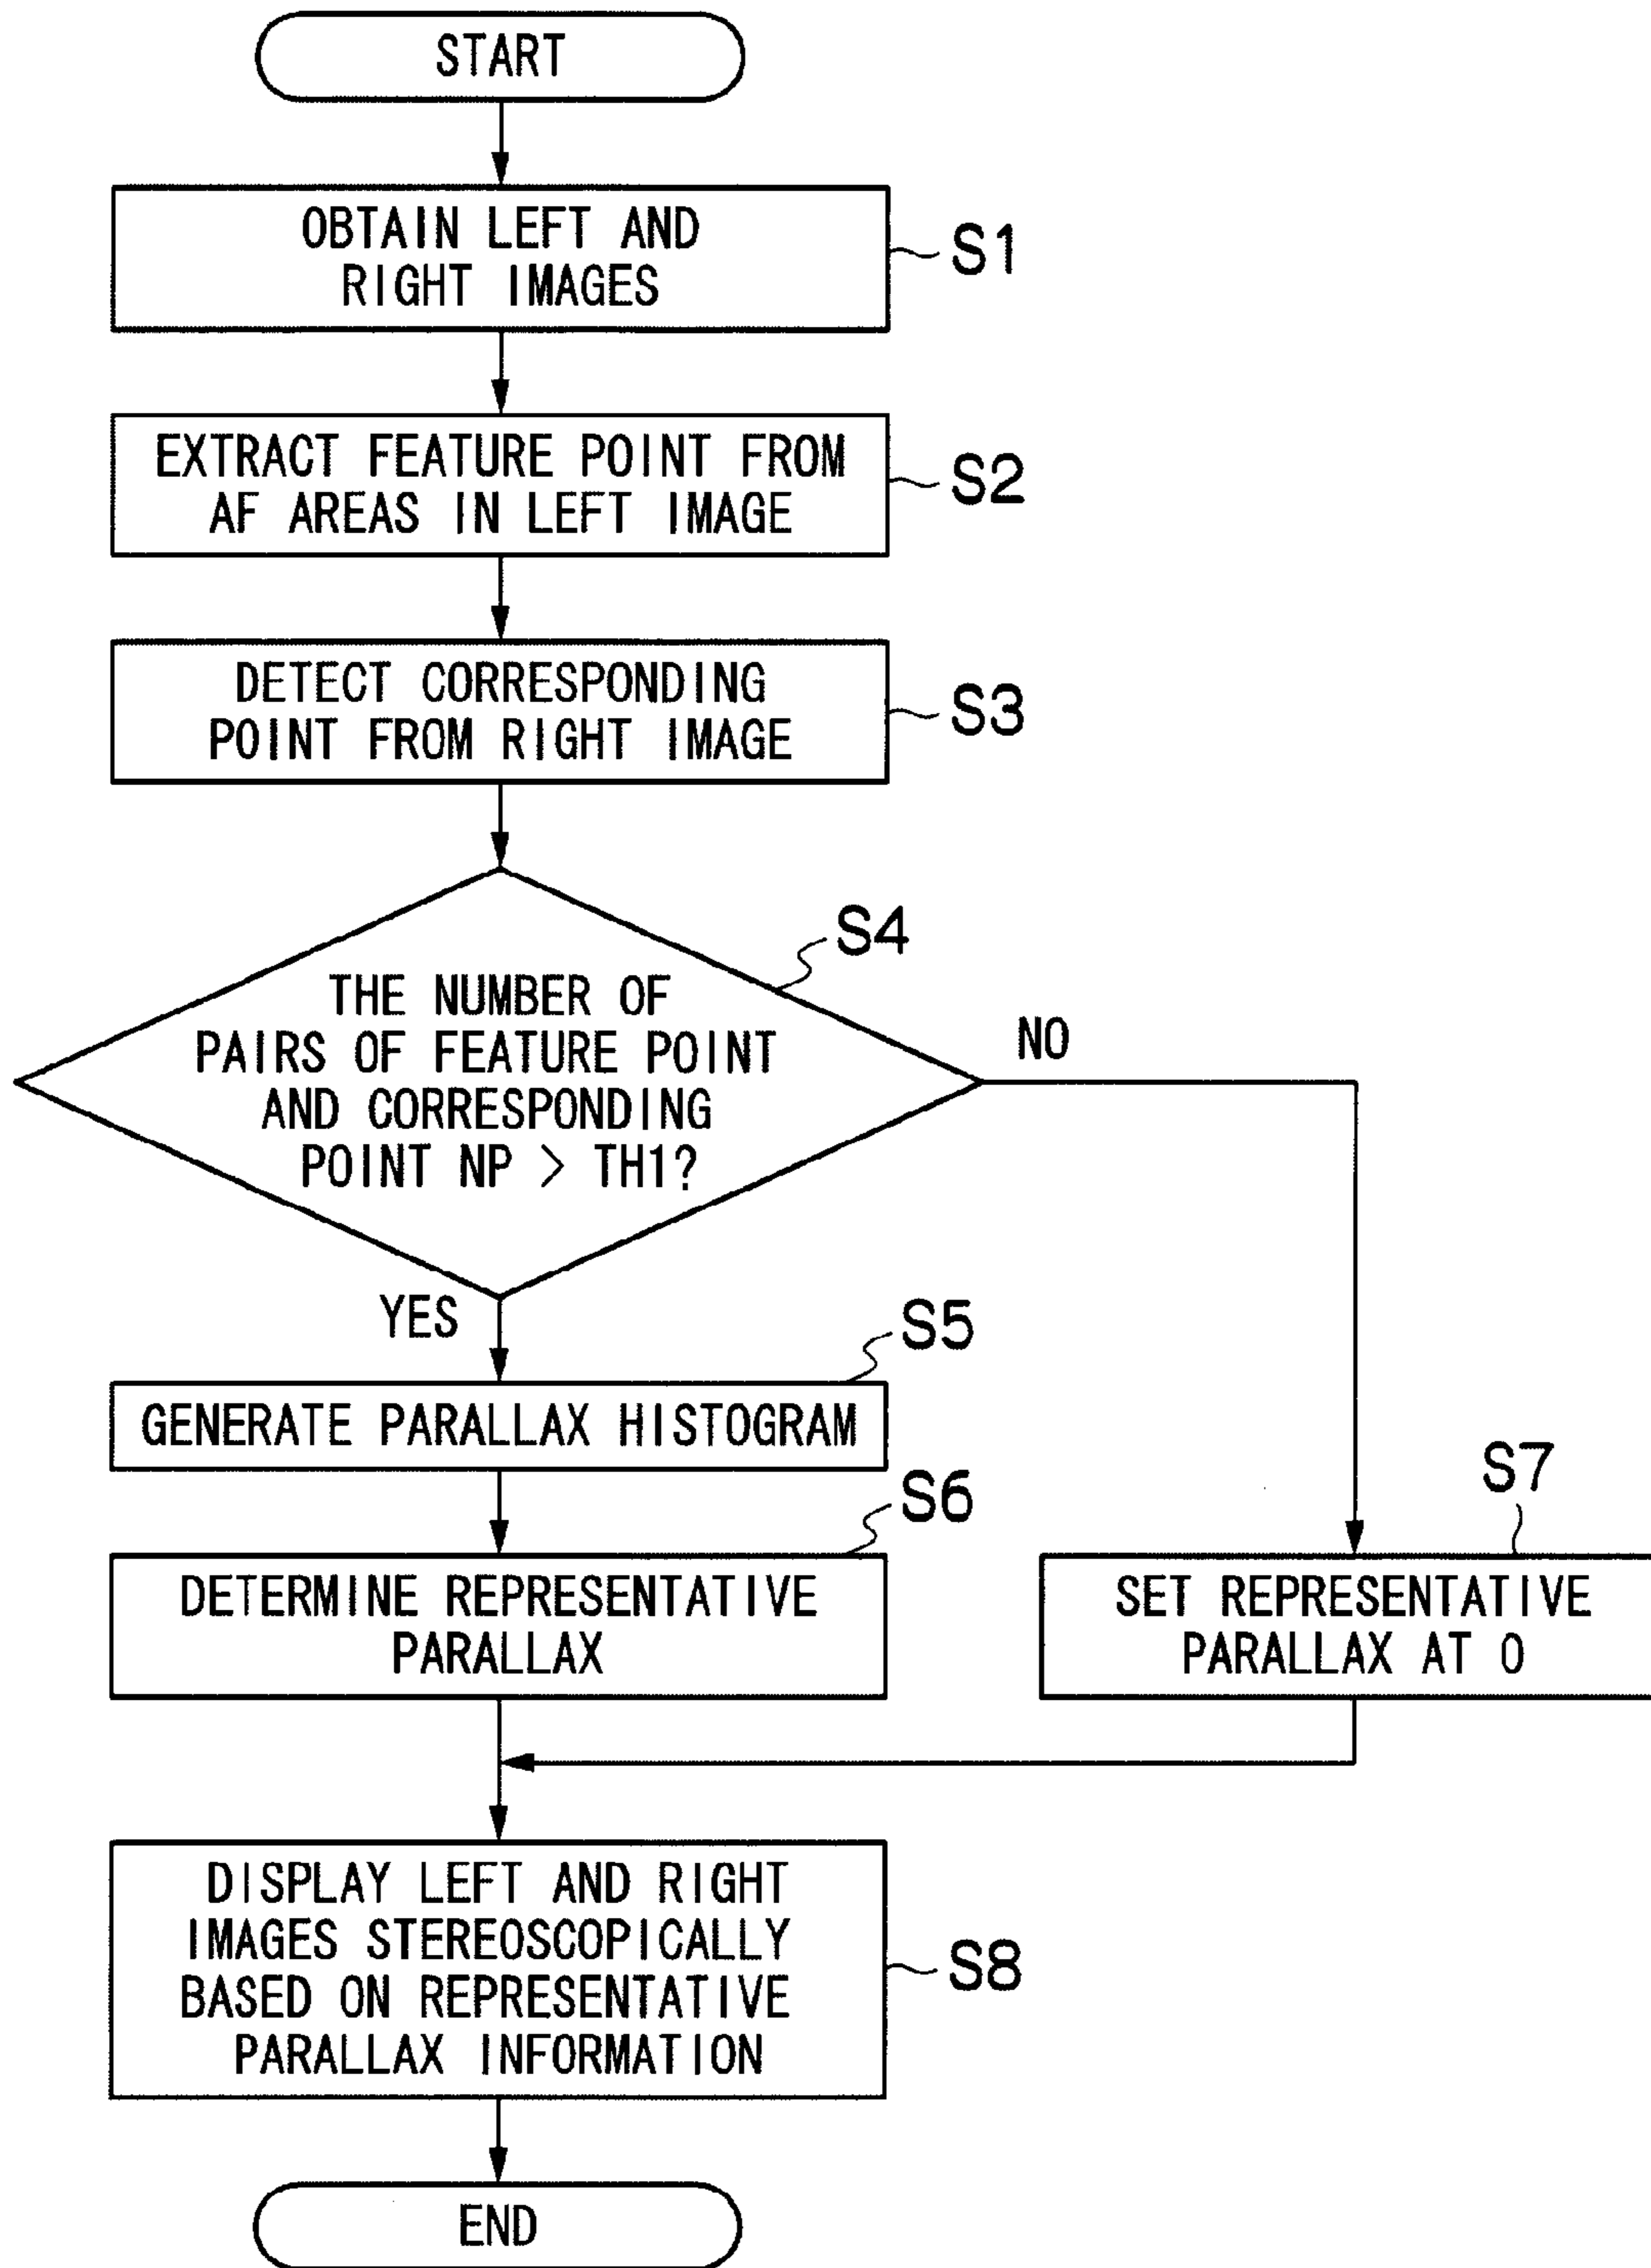 START
OBTAIN LEFT AND
RIGHT IMAGES
S1
EXTRACT FEATURE POINT FROM
AF AREAS IN LEFT IMAGE
S2
DETECT CORRESPONDING
POINT FROM RIGHT IMAGE
S3
S4
THE NUMBER OF
PAIRS OF FEATURE POINT
AND CORRESPONDING
POINT NP > TH1?
NO
YES
S5
GENERATE PARALLAX HISTOGRAM
S6
DETERMINE REPRESENTATIVE
PARALLAX
S7
SET REPRESENTATIVE
PARALLAX AT 0
DISPLAY LEFT AND RIGHT
IMAGES STEREOSCOPICALLY
BASED ON REPRESENTATIVE
PARALLAX INFORMATION
S8
END